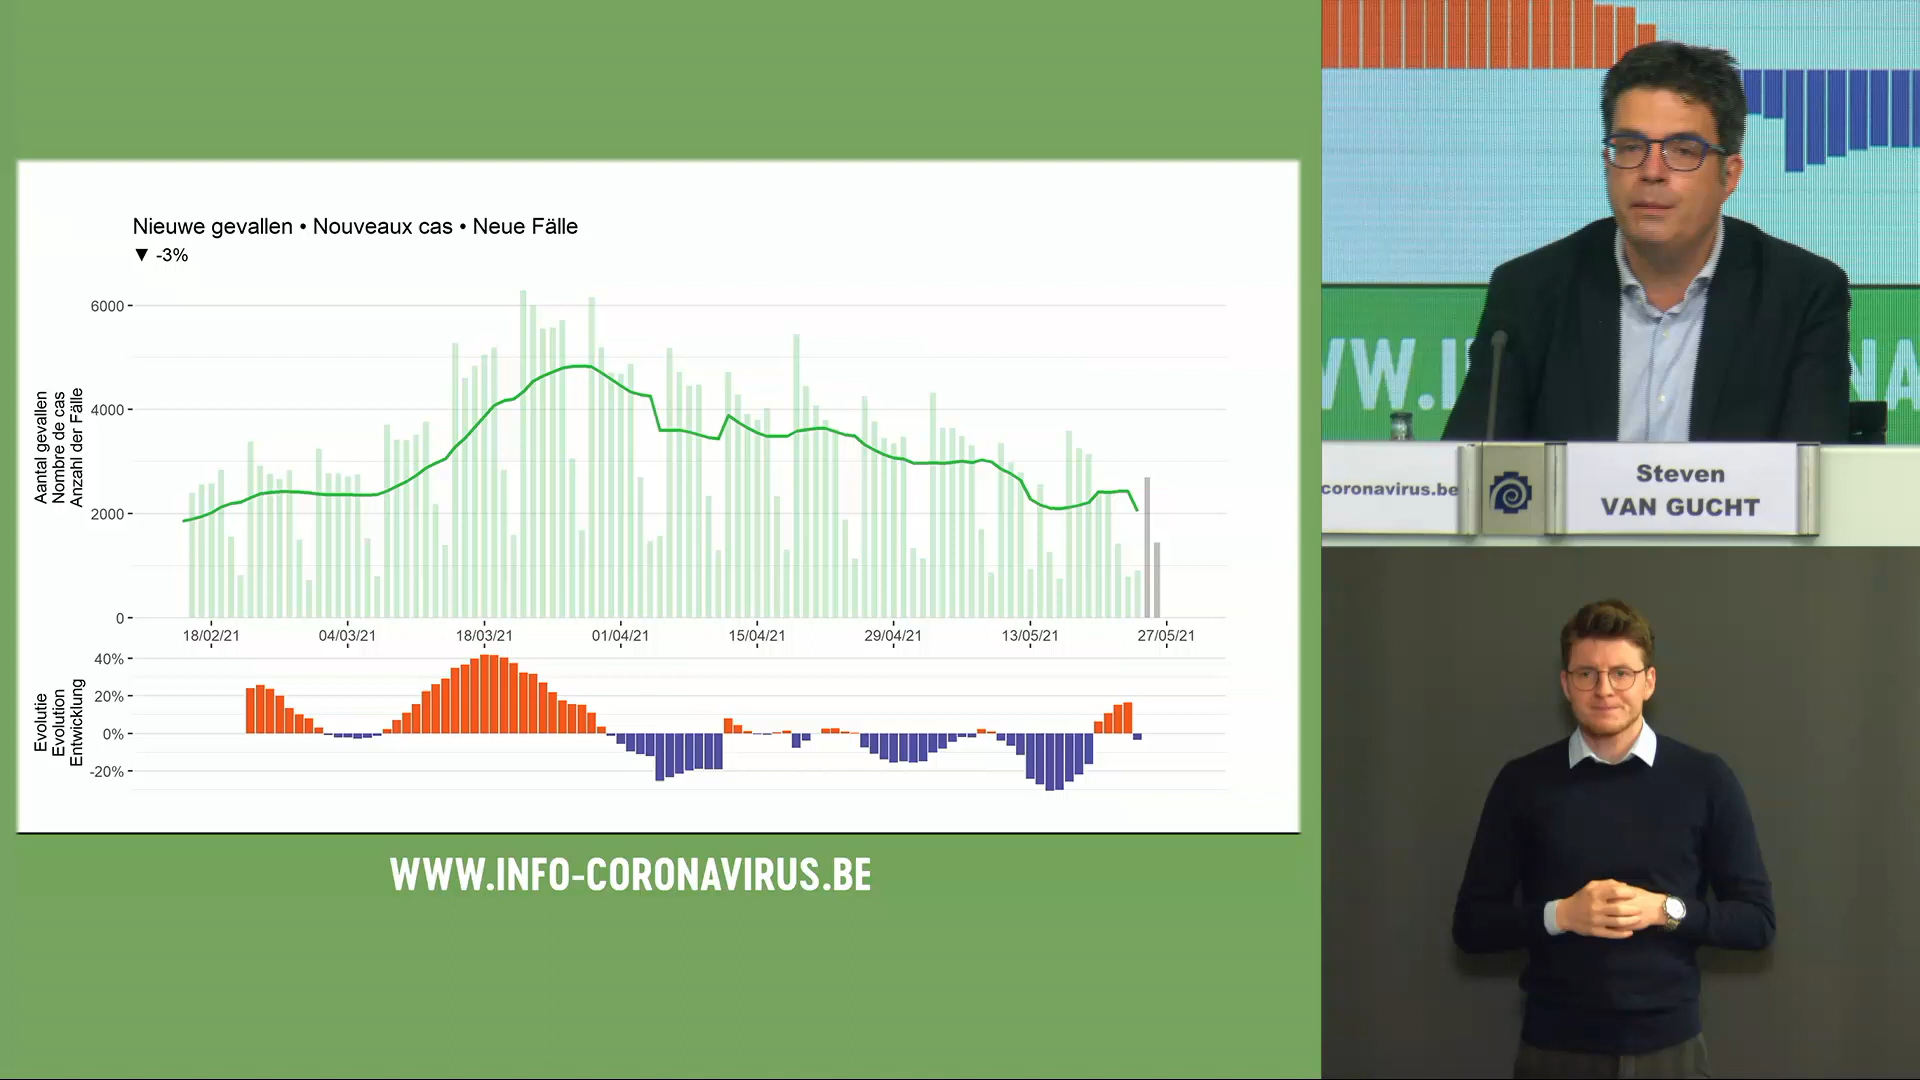 Nieuwe gevallen • Nouveaux cas • Neue Fälle
▼ -3%
Aantal gevallen
Nombre de cas
Anzahl der Fälle
6000
4000
2000
0
18/02/21
04/03/21
18/03/21
01/04/21
15/04/21
29/04/21
13/05/21
27/05/21
Evolutie
Evolution
Entwicklung
40%
20%
0%
-20%
WWW.INFO-CORONAVIRUS.BE
coronavirus.be
Steven
VAN GUCHT